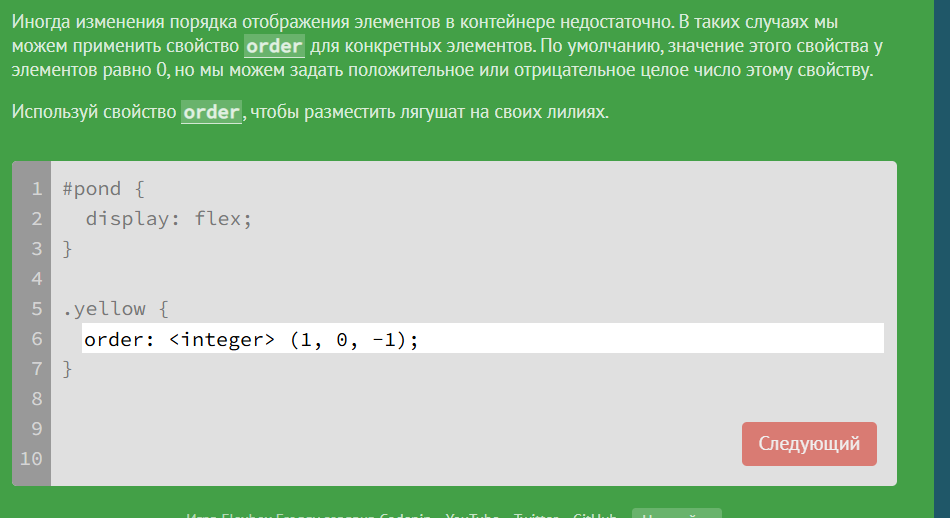 Иногда изменения порядка отображения элементов в контейнере недостаточно. В таких случаях мы
можем применить свойство order для конкретных элементов. По умолчанию, значение этого свойства у
элементов равно 0, но мы можем задать положительное или отрицательное целое число этому свойству.
Используй свойство order, чтобы разместить лягушат на своих лилиях.
1 #pond {
2 display: flex;
3 }
4
5 .yellow {
6 order: <integer> (1, 0, -1);
7 }
8
9
10
Следующий